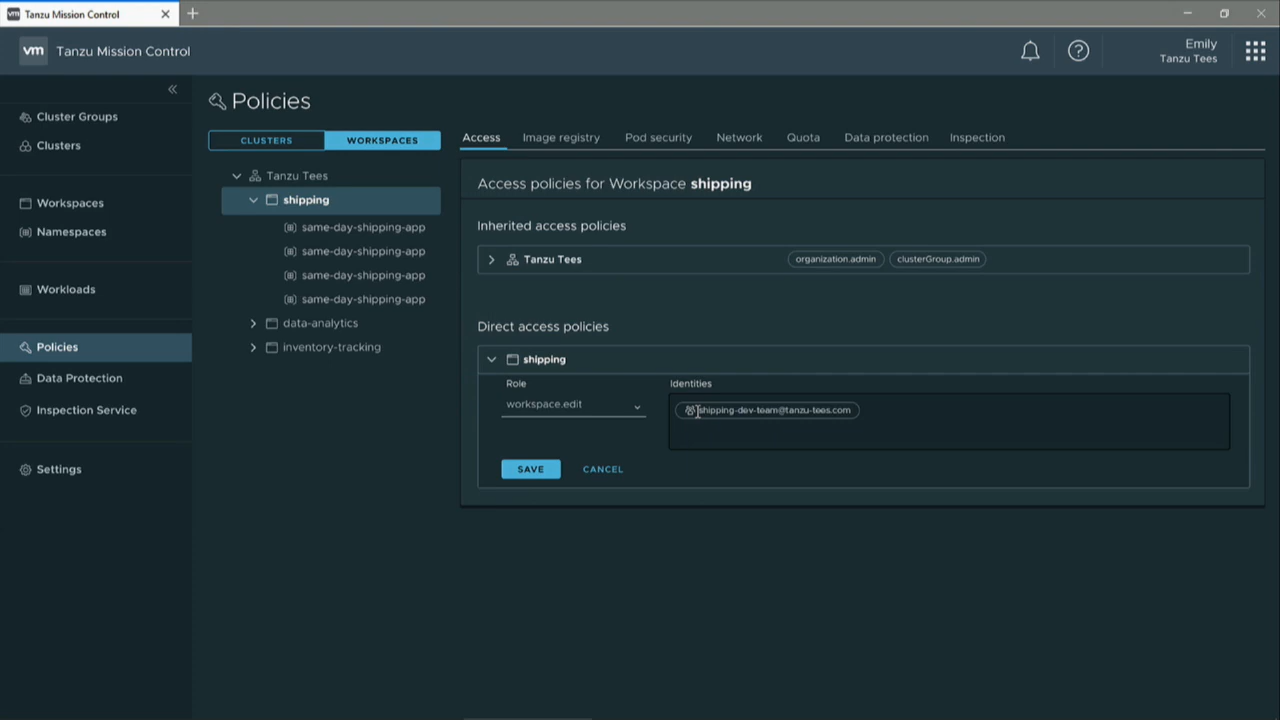 vm Tanzu Mission Control
vm Tanzu Mission Control
Emily
Tanzu Tees
Cluster Groups
Clusters
Workspaces
Namespaces
Workloads
Policies
Data Protection
Inspection Service
Settings
Policies
CLUSTERS WORKSPACES
Tanzu Tees
shipping
same-day-shipping-app
same-day-shipping-app
same-day-shipping-app
same-day-shipping-app
data-analytics
inventory-tracking
Access Image registry Pod security Network Quota Data protection Inspection
Access policies for Workspace shipping
Inherited access policies
Tanzu Tees organization.admin clusterGroup.admin
Direct access policies
shipping
Role Identities
workspace.edit shipping-dev-team@tanzu-tees.com
SAVE CANCEL